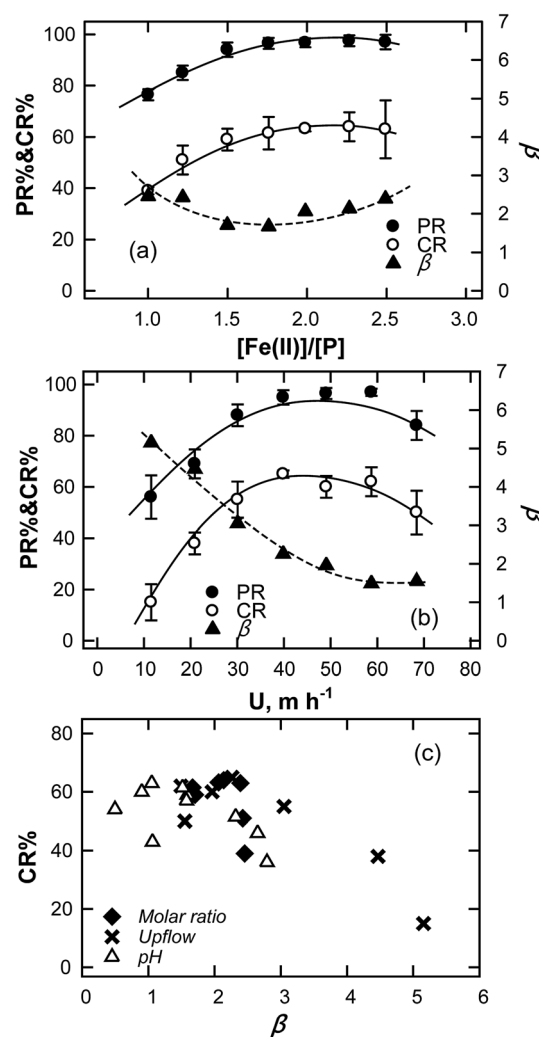 7
100
6
80
5
PR%&CR%
60
4
β
40
3
2
20
(a)
PR
CR
β
1
0
0
1.0 1.5 2.0 2.5 3.0
[Fe(II)]/[P]
7
100
6
80
5
PR%&CR%
60
4
β
40
3
2
20
PR
CR
β
(b)
1
0
0
0 10 20 30 40 50 60 70 80
U, m h⁻¹
80
(c)
60
CR%
40
20
Molar ratio
Upflow
pH
0
0 1 2 3 4 5 6
β